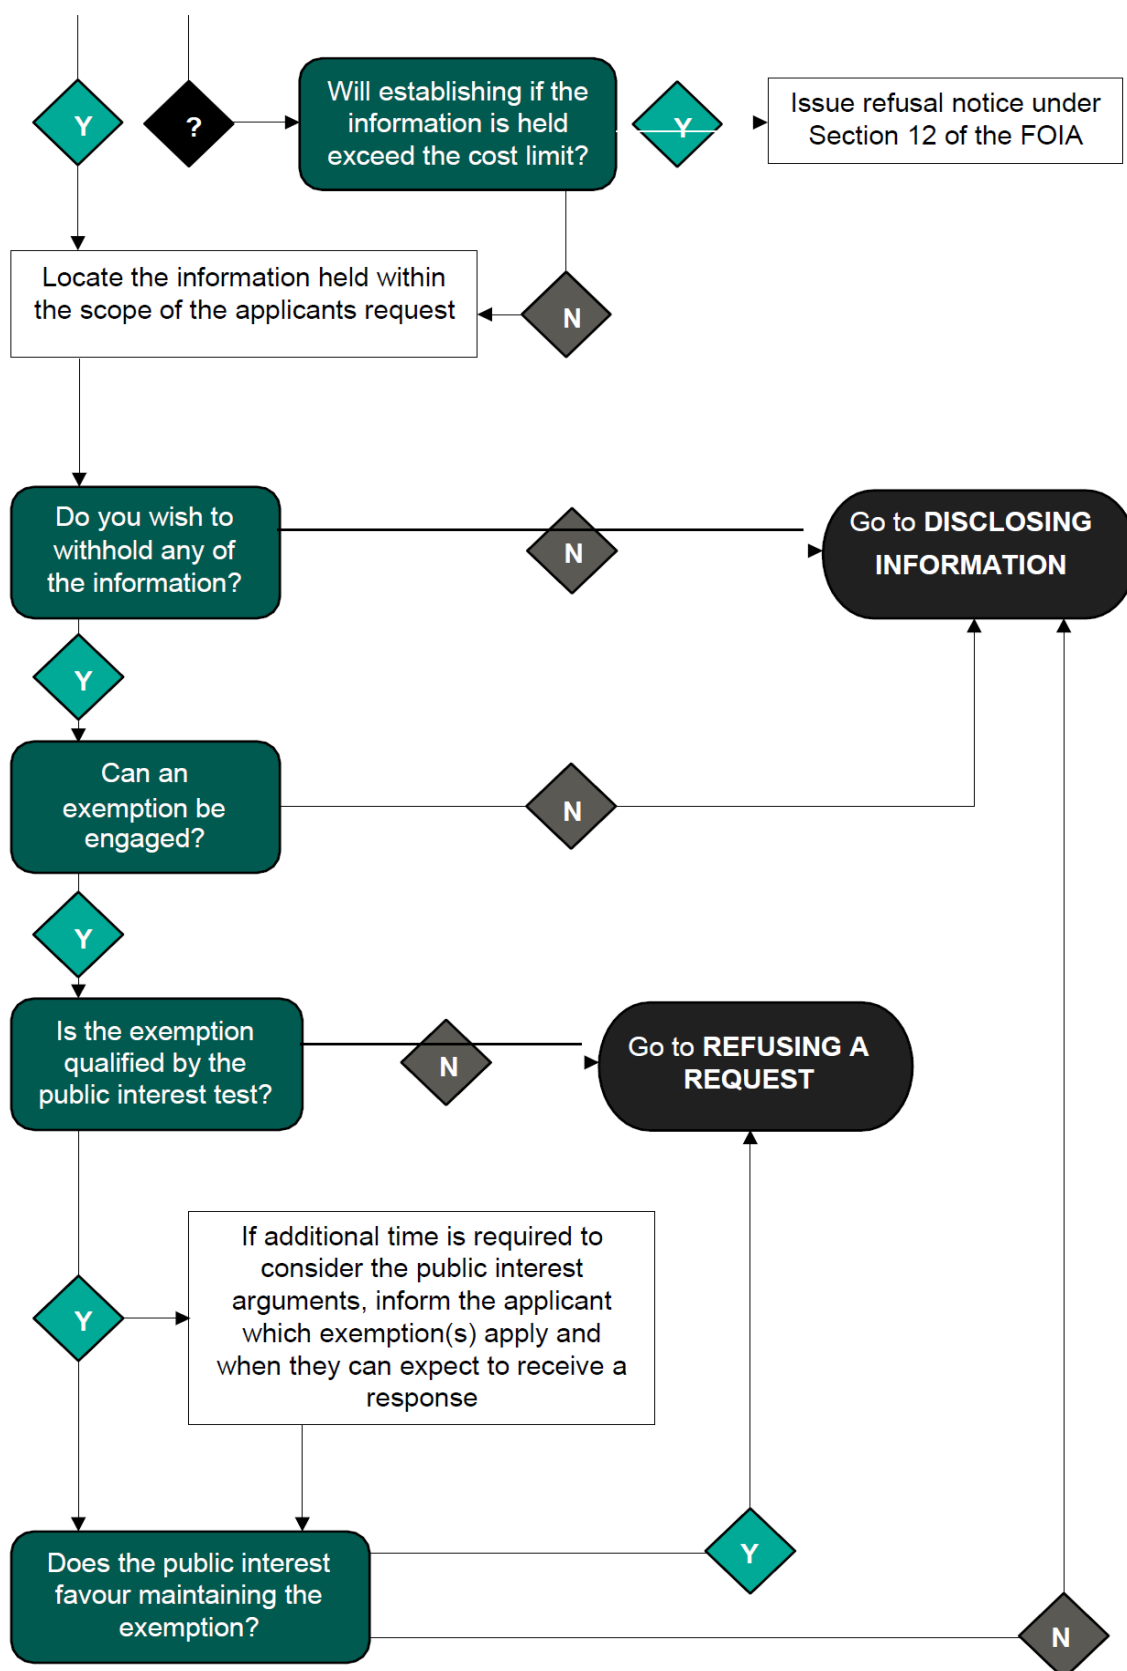 Y
?
Will establishing if the
information is held
exceed the cost limit?
Y
Issue refusal notice under
Section 12 of the FOIA
Locate the information held within
the scope of the applicants request
N
Do you wish to
withhold any of
the information?
N
Go to DISCLOSING
INFORMATION
Y
Can an
exemption be
engaged?
N
Y
Is the exemption
qualified by the
public interest test?
N
Go to REFUSING A
REQUEST
If additional time is required to
consider the public interest
arguments, inform the applicant
which exemption(s) apply and
when they can expect to receive a
response
Y
Does the public interest
favour maintaining the
exemption?
Y
N